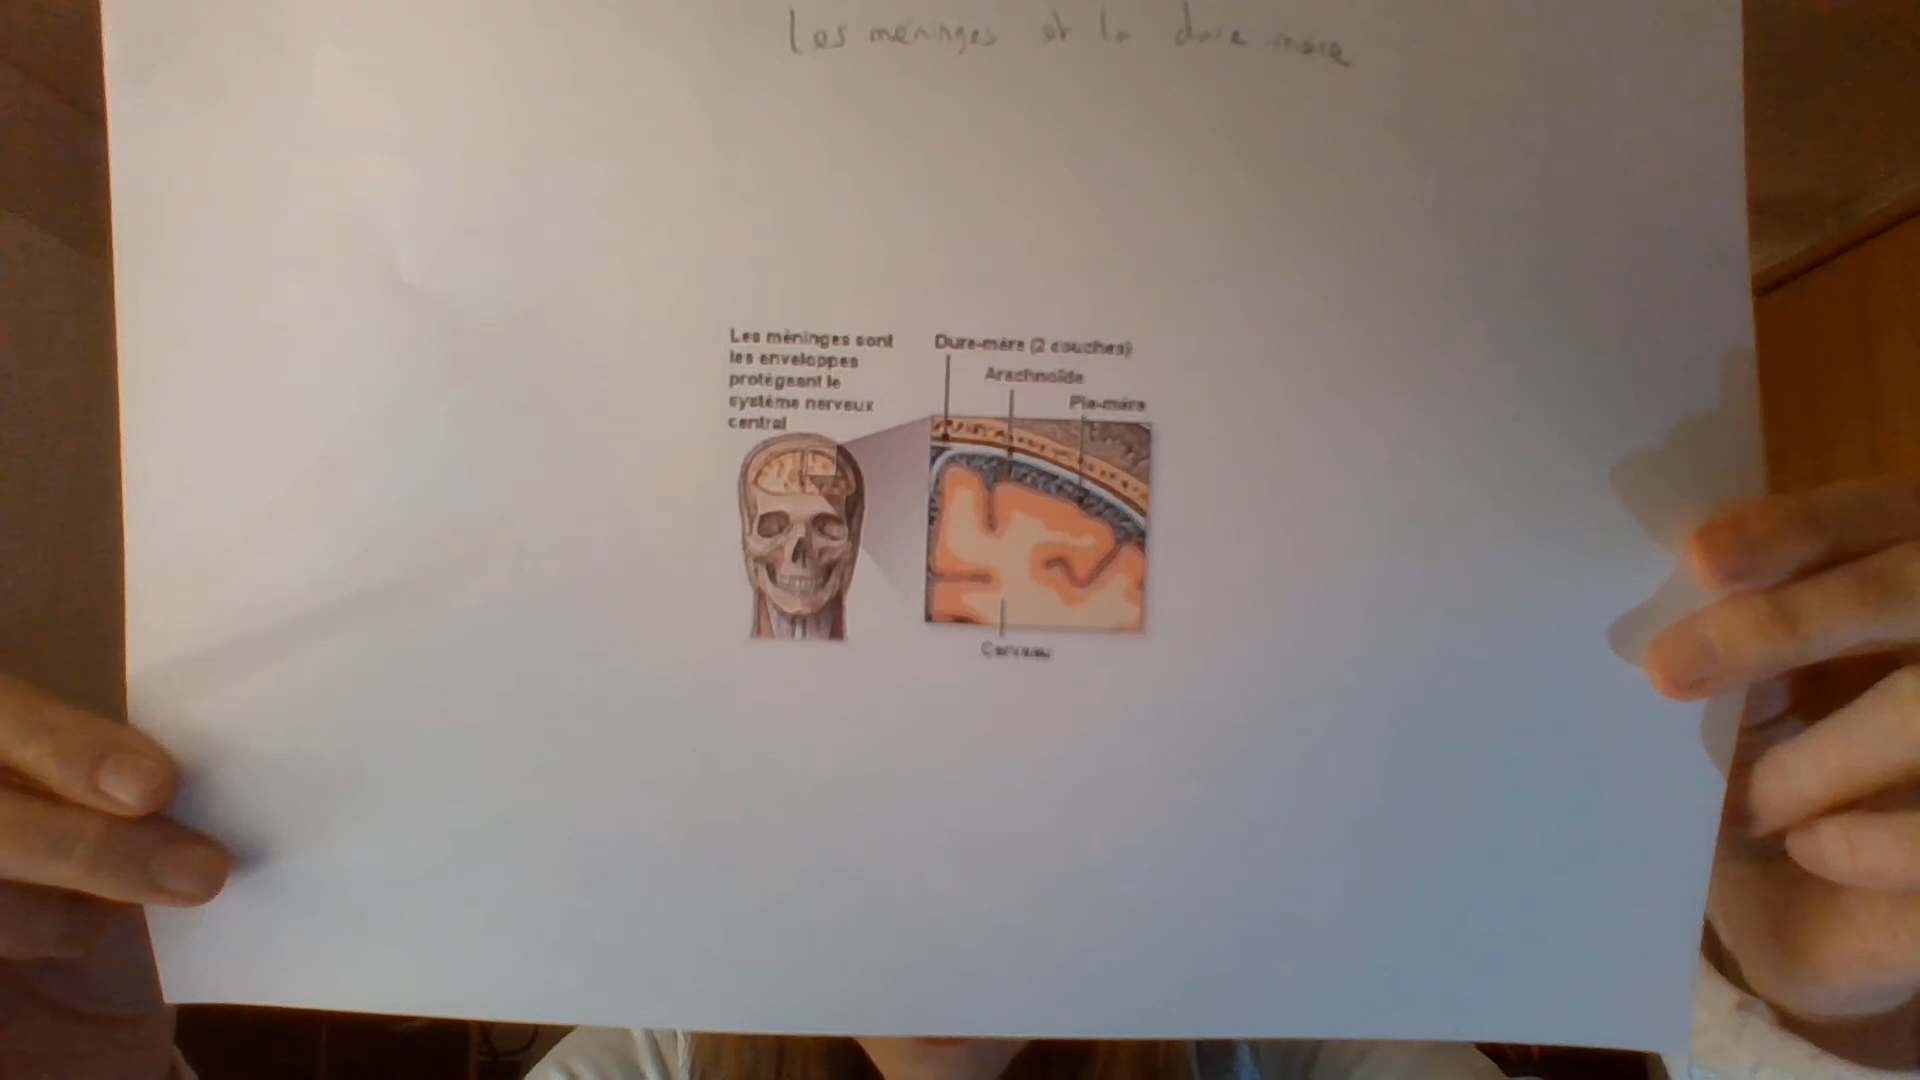 Les méninges et la dure mère
Les méninges sont
les enveloppes
protégeant le
système nerveux
central
Dure-mère (2 couches)
Arachnoïde
Pie-mère
Cerveau